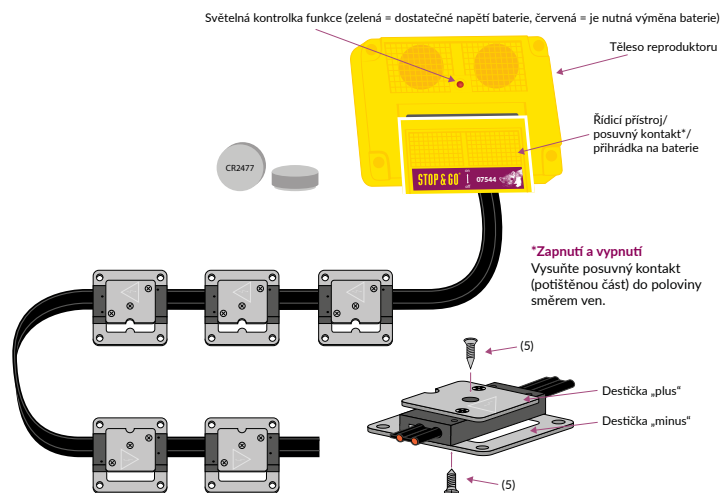 Světelná kontrolka funkce (zelená = dostatečné napětí baterie, červená = je nutná výměna baterie)
Těleso reproduktoru
Řídicí přístroj/
posuvný kontakt*/
přihrádka na baterie
CR2477
STOP & GO
on
off
07544
*Zapnutí a vypnutí
Vysuňte posuvný kontakt
(potištěnou část) do poloviny
směrem ven.
(5)
Destička „plus“
Destička „minus“
(5)